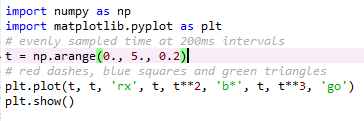 import numpy as np
import matplotlib.pyplot as plt
# evenly sampled time at 200ms intervals
t = np.arange(0., 5., 0.2)
# red dashes, blue squares and green triangles
plt.plot(t, t, 'rx', t, t**2, 'b*', t, t**3, 'go')
plt.show()